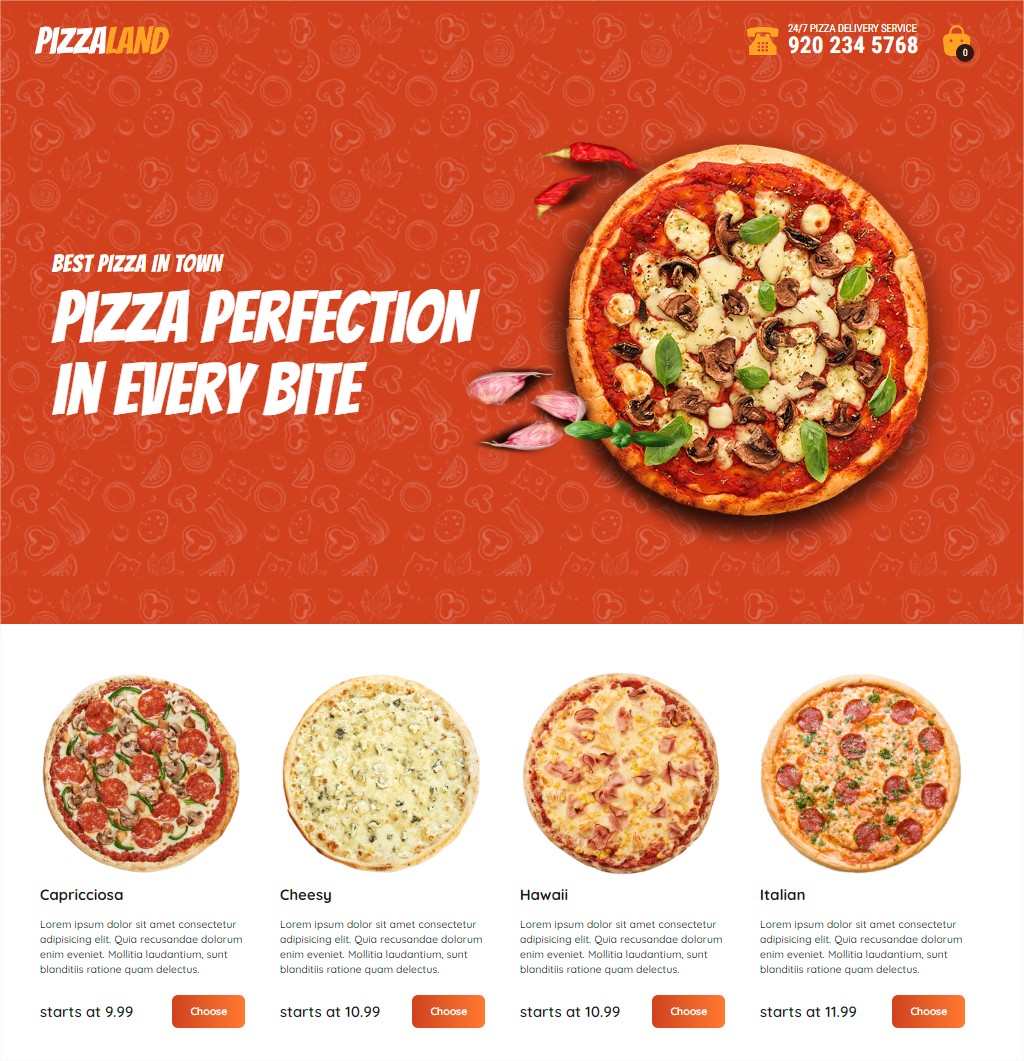 PIZZALAND
24/7 PIZZA DELIVERY SERVICE
920 234 5768
0
BEST PIZZA IN TOWN
PIZZA PERFECTION
IN EVERY BITE
Capricciosa
Lorem ipsum dolor sit amet consectetur
adipisicing elit. Quia recusandae dolorum
enim eveniet. Mollitia laudantium, sunt
blanditiis ratione quam delectus.
starts at 9.99
Choose
Cheesy
Lorem ipsum dolor sit amet consectetur
adipisicing elit. Quia recusandae dolorum
enim eveniet. Mollitia laudantium, sunt
blanditiis ratione quam delectus.
starts at 10.99
Choose
Hawaii
Lorem ipsum dolor sit amet consectetur
adipisicing elit. Quia recusandae dolorum
enim eveniet. Mollitia laudantium, sunt
blanditiis ratione quam delectus.
starts at 10.99
Choose
Italian
Lorem ipsum dolor sit amet consectetur
adipisicing elit. Quia recusandae dolorum
enim eveniet. Mollitia laudantium, sunt
blanditiis ratione quam delectus.
starts at 11.99
Choose